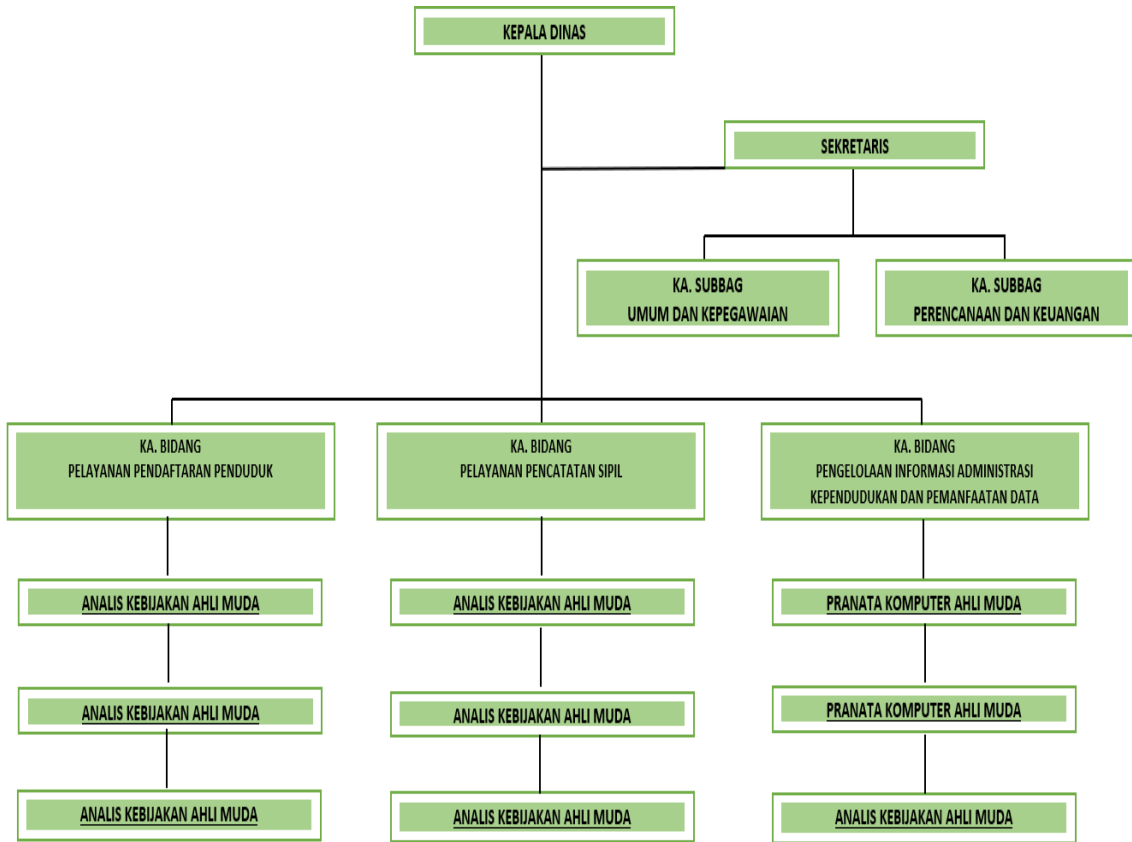 KEPALA DINAS
SEKRETARIS
KA. SUBBAG
UMUM DAN KEPEGAWAIAN
KA. SUBBAG
PERENCANAAN DAN KEUANGAN
KA. BIDANG
PELAYANAN PENDAFTARAN PENDUDUK
KA. BIDANG
PELAYANAN PENCATATAN SIPIL
KA. BIDANG
PENGELOLAAN INFORMASI ADMINISTRASI
KEPENDUDUKAN DAN PEMANFAATAN DATA
ANALIS KEBIJAKAN AHLI MUDA
ANALIS KEBIJAKAN AHLI MUDA
PRANATA KOMPUTER AHLI MUDA
ANALIS KEBIJAKAN AHLI MUDA
ANALIS KEBIJAKAN AHLI MUDA
PRANATA KOMPUTER AHLI MUDA
ANALIS KEBIJAKAN AHLI MUDA
ANALIS KEBIJAKAN AHLI MUDA
ANALIS KEBIJAKAN AHLI MUDA